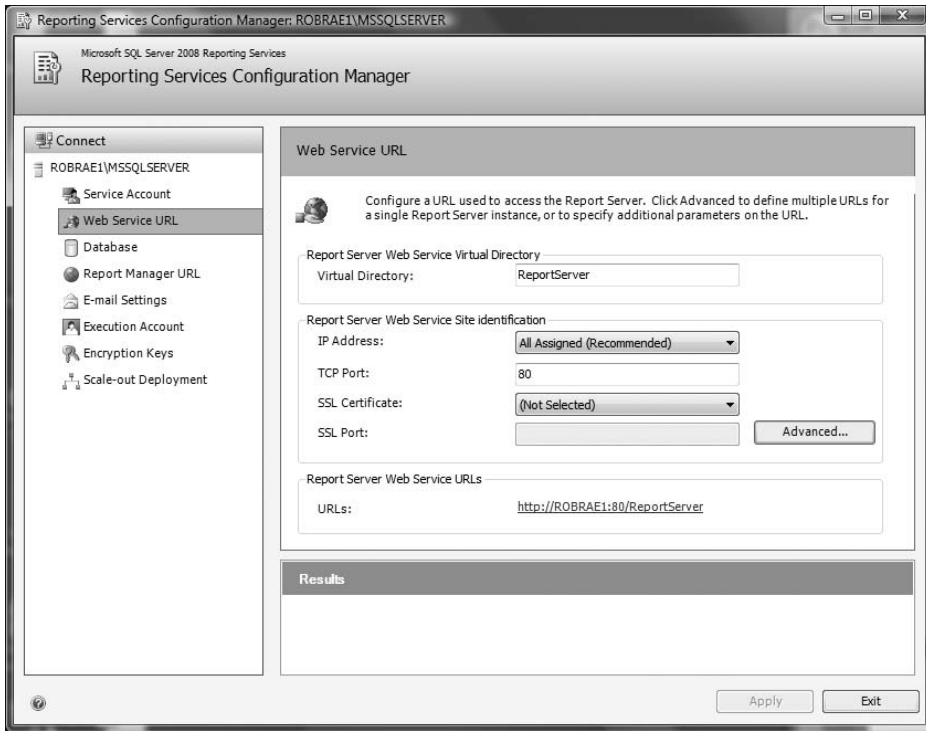 Reporting Services Configuration Manager: ROBRAE1\MSSQLSERVER
Microsoft SQL Server 2008 Reporting Services
Reporting Services Configuration Manager
Connect
ROBRAE1\MSSQLSERVER
Service Account
Web Service URL
Database
Report Manager URL
E-mail Settings
Execution Account
Encryption Keys
Scale-out Deployment
Web Service URL
Configure a URL used to access the Report Server. Click Advanced to define multiple URLs for
a single Report Server instance, or to specify additional parameters on the URL.
Report Server Web Service Virtual Directory
Virtual Directory: ReportServer
Report Server Web Service Site identification
IP Address: All Assigned (Recommended)
TCP Port: 80
SSL Certificate: (Not Selected)
SSL Port: Advanced...
Report Server Web Service URLs
URLs: http://ROBRAE1:80/ReportServer
Results
Apply Exit